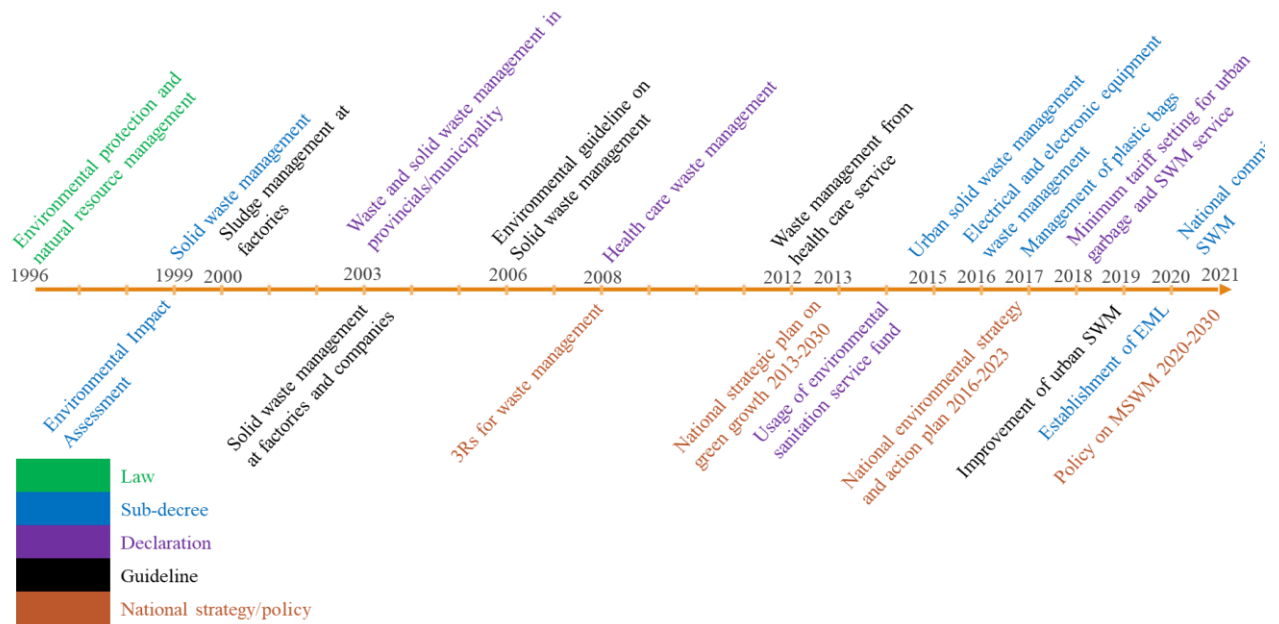 Environmental protection and
natural resource management
Solid waste management
Sludge management at
factories
Waste and solid waste management in
provincials/municipality
Environmental guideline on
Solid waste management
Health care waste management
Waste management from
health care service
Urban solid waste management
Electrical and electronic equipment
waste management
Management of plastic bags
Minimum tariff setting for urban
garbage and SWM service
National commi
SWM
1996
1999
2000
2003
2006
2008
2012
2013
2015
2016
2017
2018
2019
2020
2021
Environmental Impact
Assessment
Solid waste management
at factories and companies
3Rs for waste management
National strategic plan on
green growth 2013-2030
Usage of environmental
sanitation service fund
National environmental strategy
and action plan 2016-2023
Improvement of urban SWM
Establishment of EML
Policy on MSWM 2020-2030
Law
Sub-decree
Declaration
Guideline
National strategy/policy